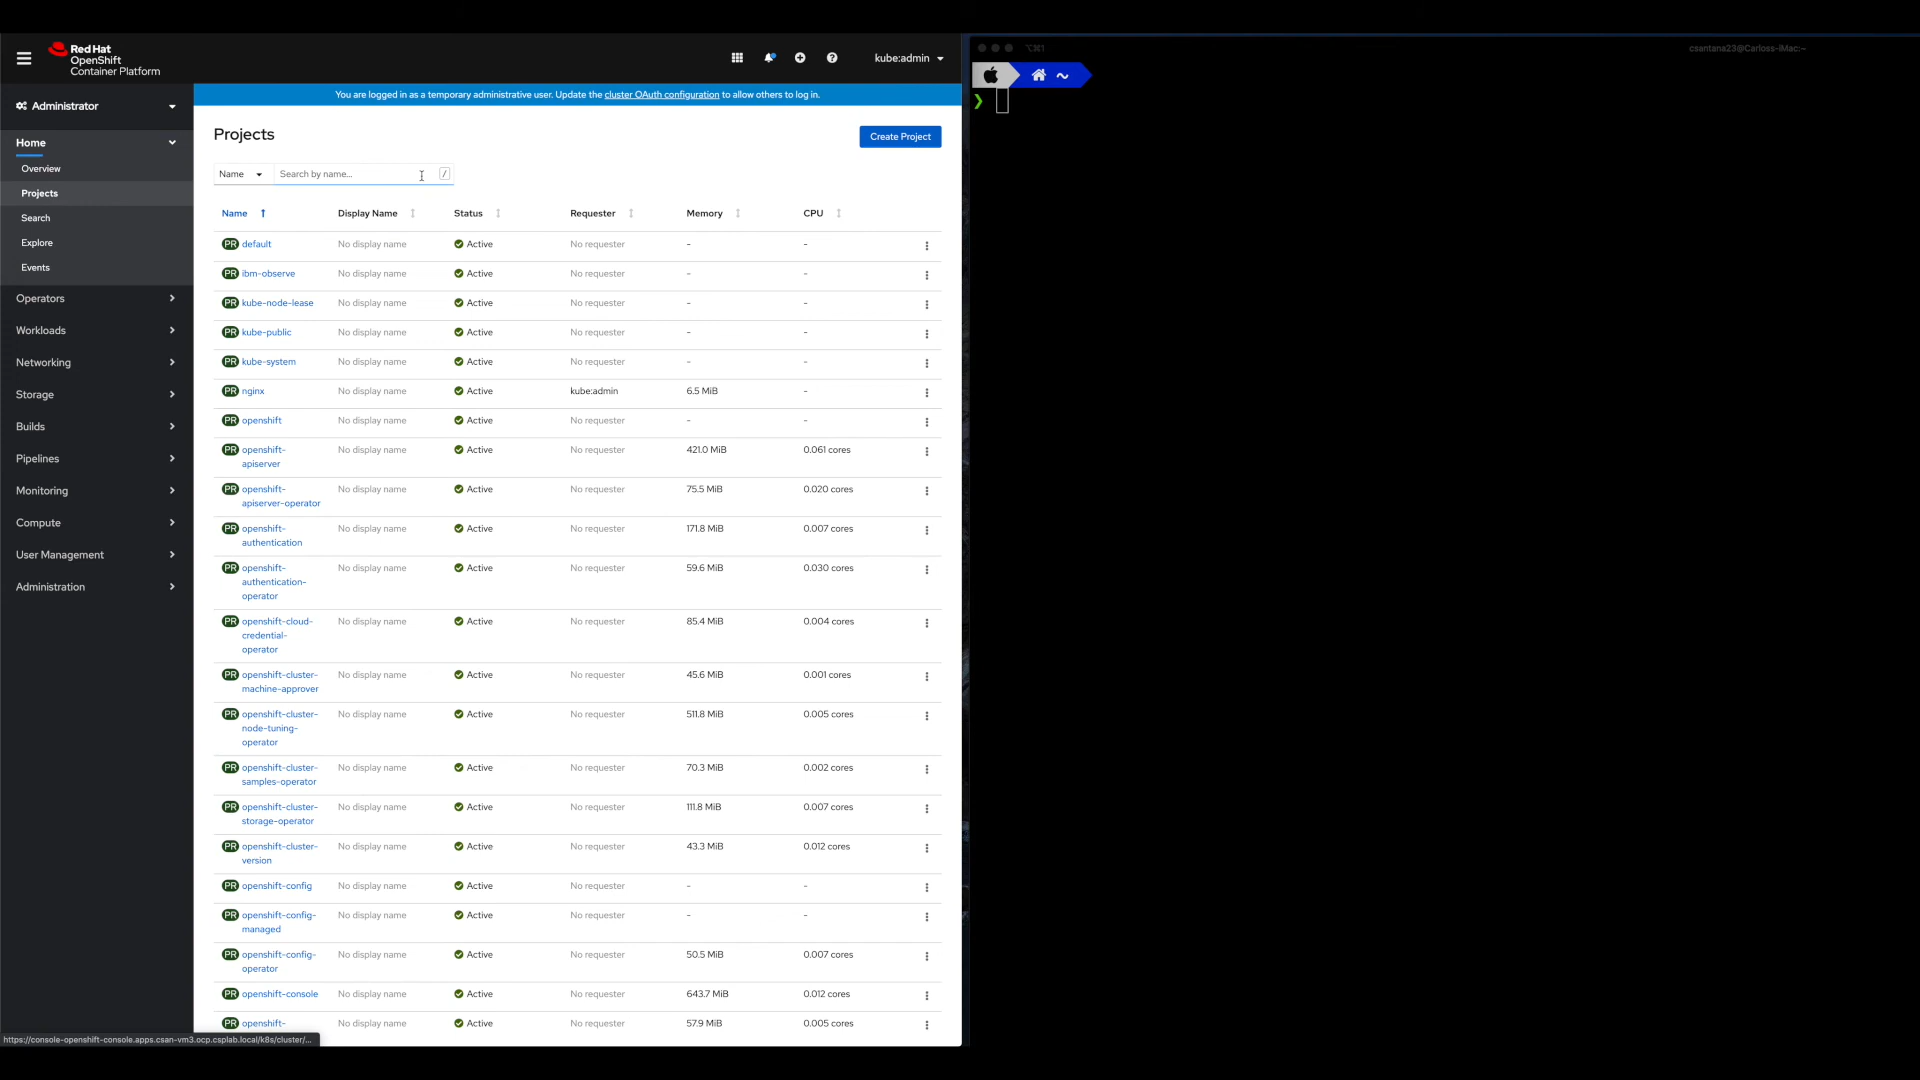 Red Hat
OpenShift
Container Platform
kube:admin
⌥⌘1
csantana23@Carloss-iMac:~
~
❯
Administrator
You are logged in as a temporary administrative user. Update the cluster OAuth configuration to allow others to log in.
Home
Overview
Projects
Search
Explore
Events
Operators
Workloads
Networking
Storage
Builds
Pipelines
Monitoring
Compute
User Management
Administration
Projects
Create Project
Name Search by name... /
Name Display Name Status Requester Memory CPU
PR default No display name Active No requester - -
PR ibm-observe No display name Active No requester - -
PR kube-node-lease No display name Active No requester - -
PR kube-public No display name Active No requester - -
PR kube-system No display name Active No requester - -
PR nginx No display name Active kube:admin 6.5 MiB -
PR openshift No display name Active No requester - -
PR openshift- No display name Active No requester 421.0 MiB 0.061 cores
apiserver
PR openshift- No display name Active No requester 75.5 MiB 0.020 cores
apiserver-operator
PR openshift- No display name Active No requester 171.8 MiB 0.007 cores
authentication
PR openshift- No display name Active No requester 59.6 MiB 0.030 cores
authentication-
operator
PR openshift-cloud- No display name Active No requester 85.4 MiB 0.004 cores
credential-
operator
PR openshift-cluster- No display name Active No requester 45.6 MiB 0.001 cores
machine-approver
PR openshift-cluster- No display name Active No requester 511.8 MiB 0.005 cores
node-tuning-
operator
PR openshift-cluster- No display name Active No requester 70.3 MiB 0.002 cores
samples-operator
PR openshift-cluster- No display name Active No requester 111.8 MiB 0.007 cores
storage-operator
PR openshift-cluster- No display name Active No requester 43.3 MiB 0.012 cores
version
PR openshift-config No display name Active No requester - -
PR openshift-config- No display name Active No requester - -
managed
PR openshift-config- No display name Active No requester 50.5 MiB 0.007 cores
operator
PR openshift-console No display name Active No requester 643.7 MiB 0.012 cores
PR openshift- No display name Active No requester 57.9 MiB 0.005 cores
https://console-openshift-console.apps.csan-vm3.ocp.csplab.local/k8s/cluster/...